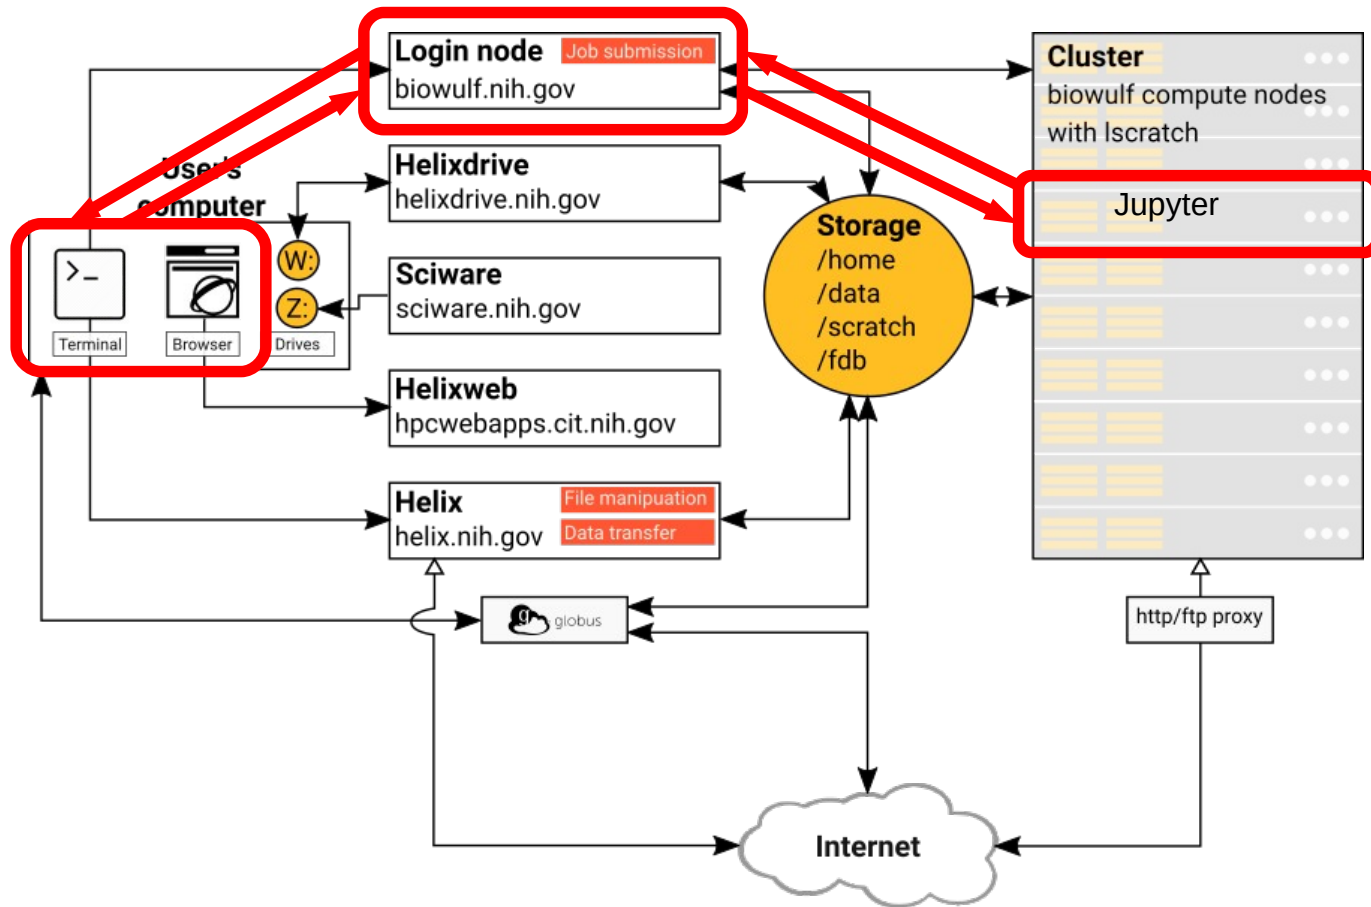 Login node
Job submission
biowulf.nih.gov
Cluster
biowulf compute nodes
with lscratch
User's
computer
Helixdrive
helixdrive.nih.gov
Jupyter
>_
W:
Z:
Terminal
Browser
Drives
Sciware
sciware.nih.gov
Storage
/home
/data
/scratch
/fdb
Helixweb
hpcwebapps.cit.nih.gov
Helix
helix.nih.gov
File manipuation
Data transfer
g globus
http/ftp proxy
Internet